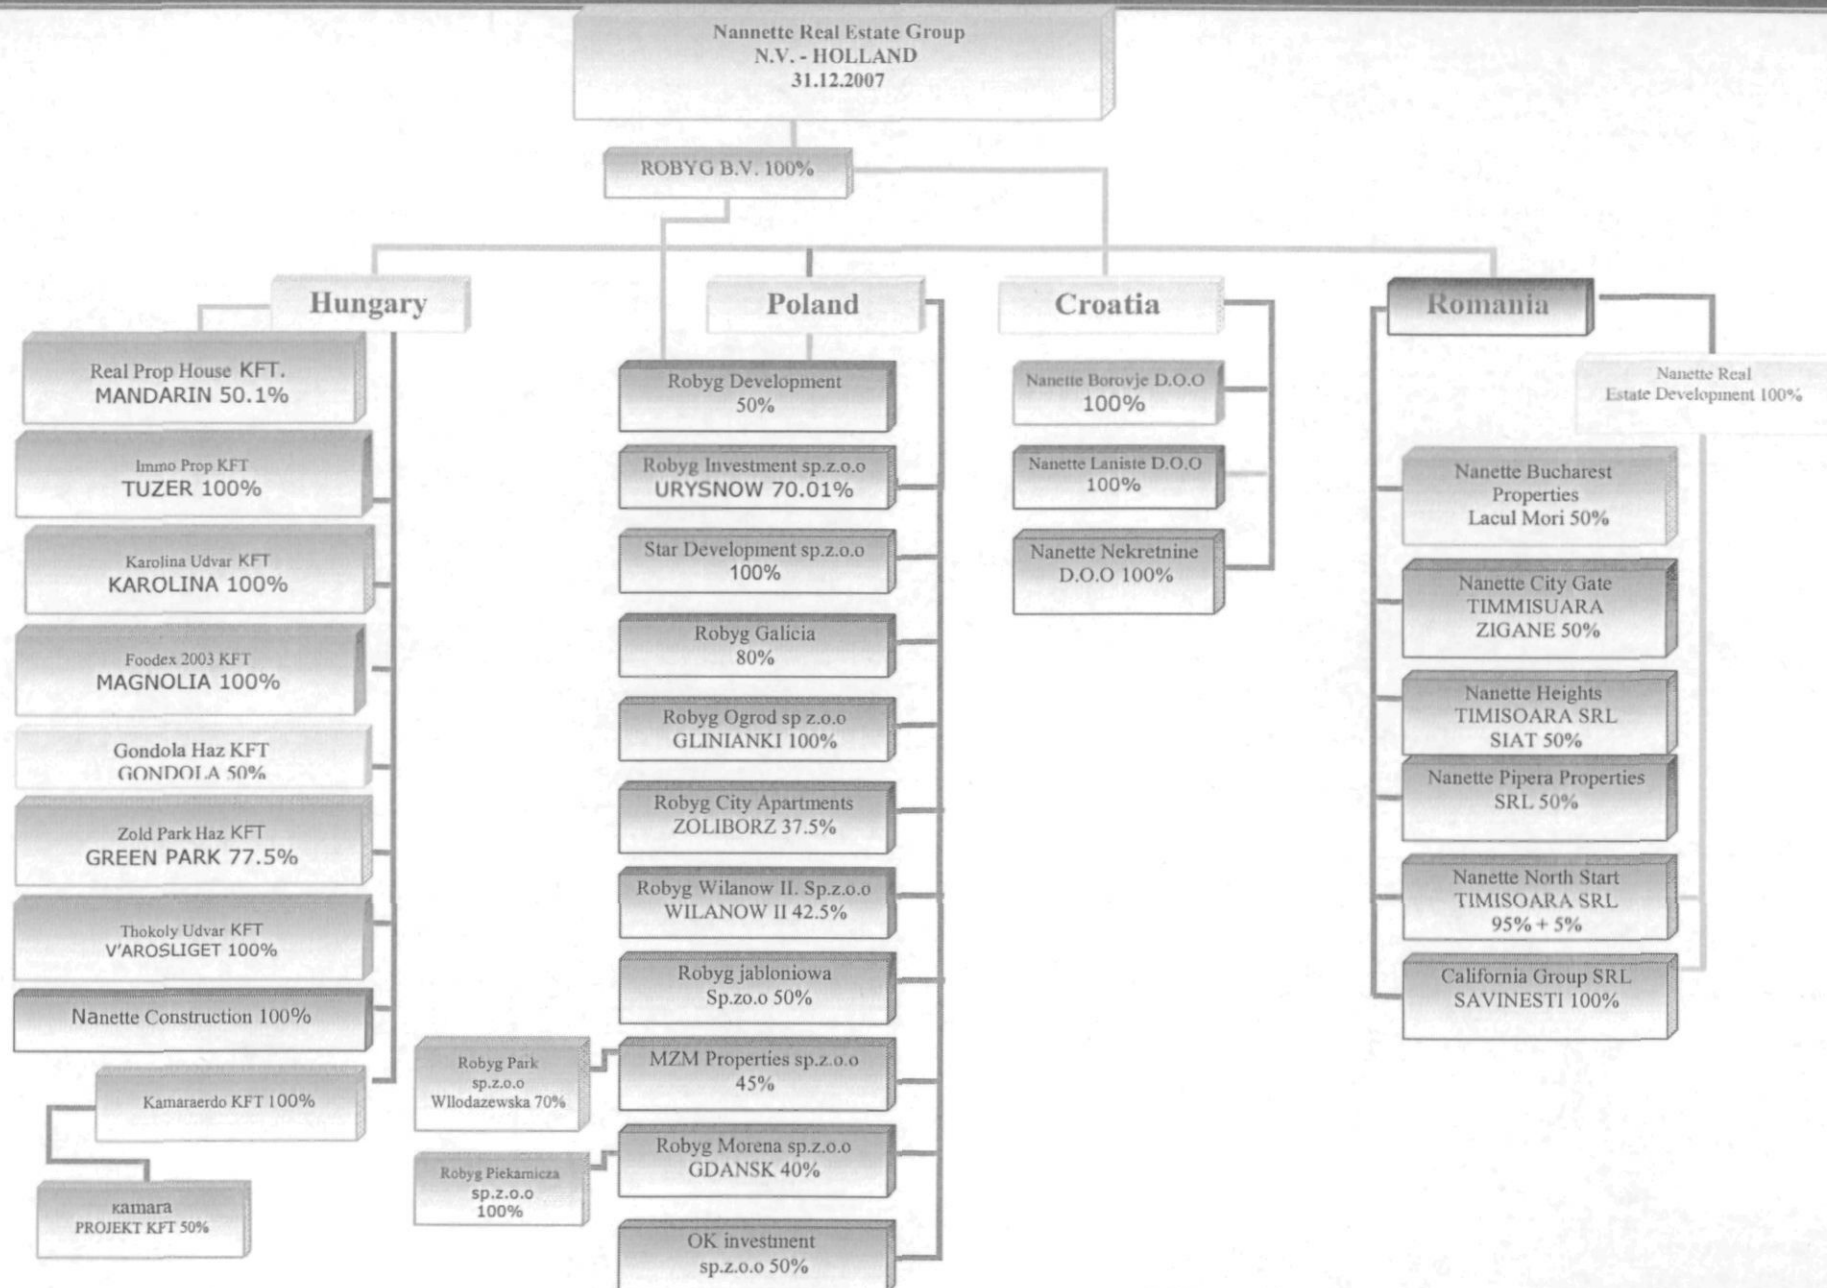 Nannette Real Estate Group
N.V. - HOLLAND
31.12.2007
ROBYG B.V. 100%
Hungary
Real Prop House KFT.
MANDARIN 50.1%
Immo Prop KFT
TUZER 100%
Karolina Udvar KFT
KAROLINA 100%
Foodex 2003 KFT
MAGNOLIA 100%
Gondola Haz KFT
GONDOLA 50%
Zold Park Haz KFT
GREEN PARK 77.5%
Thokoly Udvar KFT
V'AROSLIGET 100%
Nanette Construction 100%
Kamaraerdo KFT 100%
Kamara
PROJEKT KFT 50%
Poland
Robyg Development
50%
Robyg Investment sp.z.o.o
URYSNOW 70.01%
Star Development sp.z.o.o
100%
Robyg Galicia
80%
Robyg Ogrod sp z.o.o
GLINIANKI 100%
Robyg City Apartments
ZOLIBORZ 37.5%
Robyg Wilanow II. Sp.z.o.o
WILANOW II 42.5%
Robyg jabloniowa
Sp.zo.o 50%
MZM Properties sp.z.o.o
45%
Robyg Park
sp.z.o.o
Wllodazewska 70%
Robyg Morena sp.z.o.o
GDANSK 40%
Robyg Piekamicza
sp.z.o.o
100%
OK investment
sp.z.o.o 50%
Croatia
Nanette Borovje D.O.O
100%
Nanette Laniste D.O.O
100%
Nanette Nekretnine
D.O.O 100%
Romania
Nanette Real
Estate Development 100%
Nanette Bucharest
Properties
Lacul Mori 50%
Nanette City Gate
TIMMISUARA
ZIGANE 50%
Nanette Heights
TIMISOARA SRL
SIAT 50%
Nanette Pipera Properties
SRL 50%
Nanette North Start
TIMISOARA SRL
95% + 5%
California Group SRL
SAVINESTI 100%